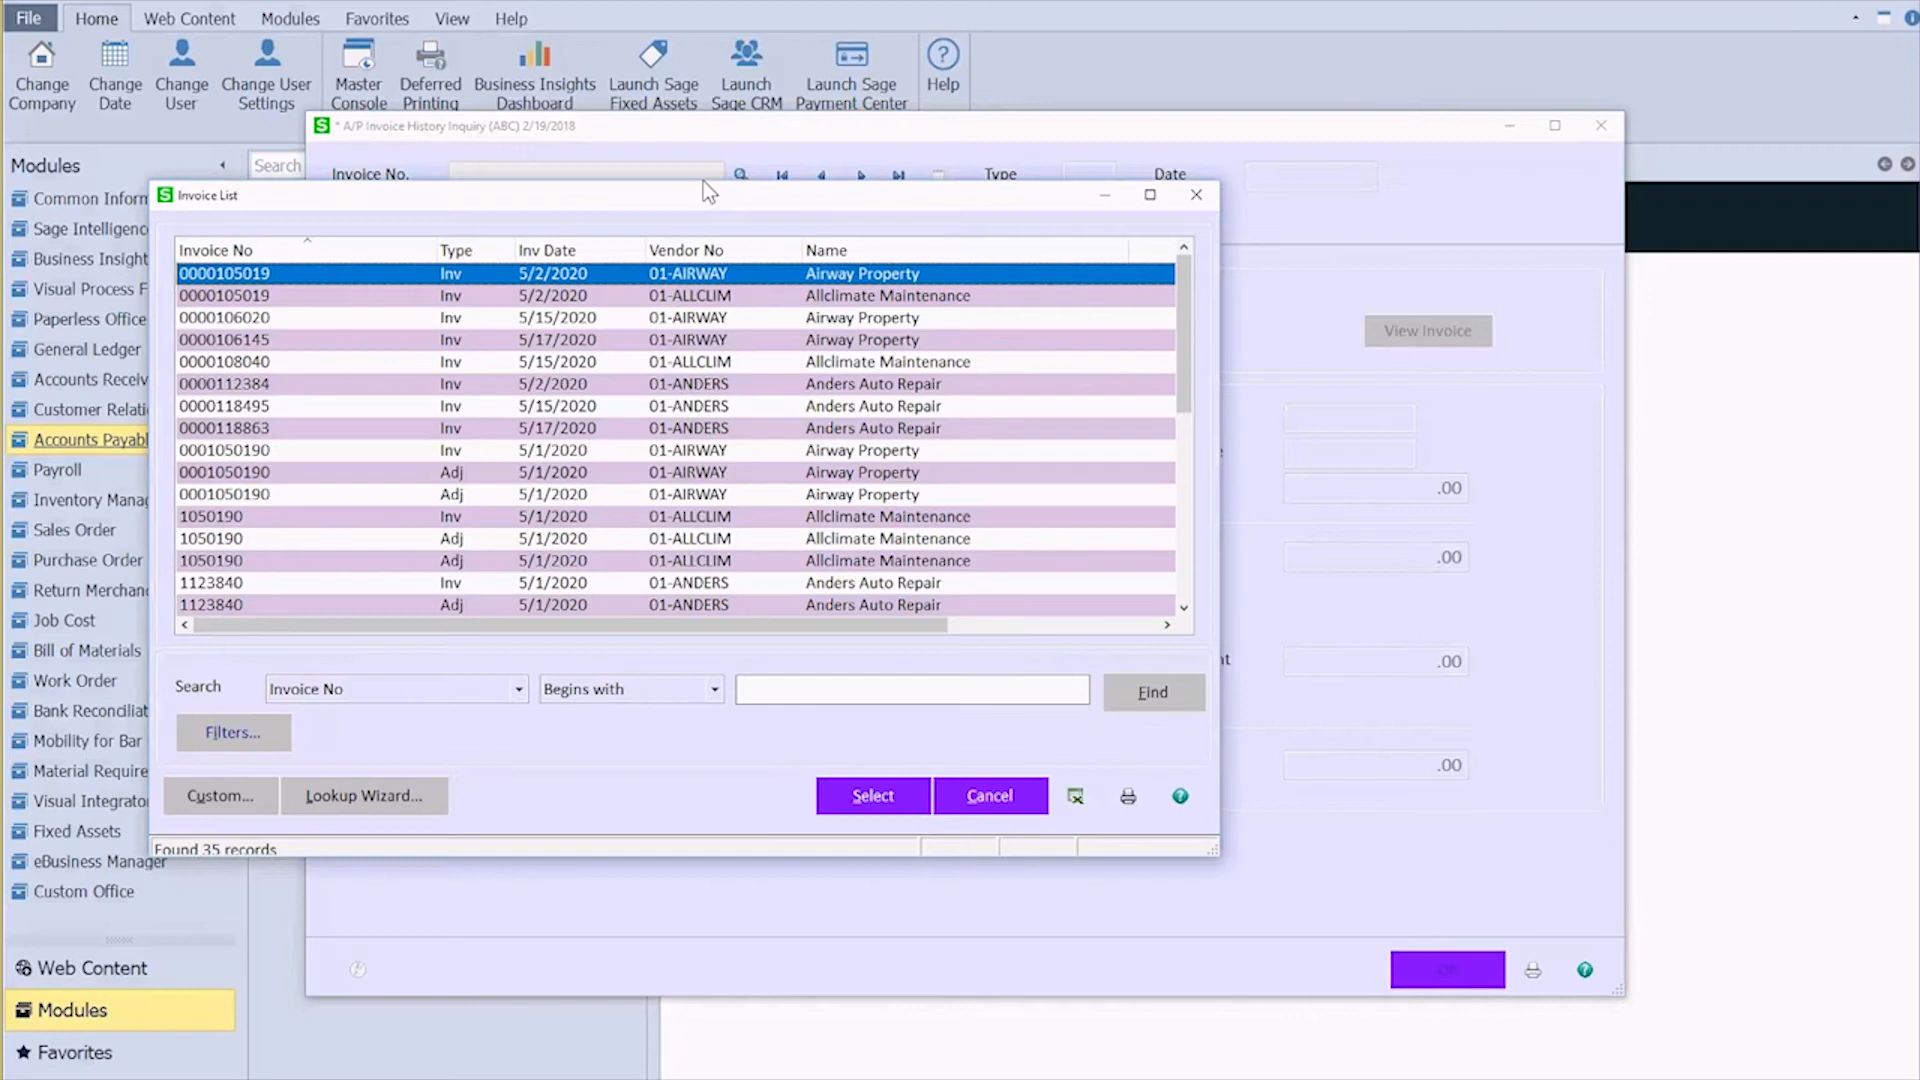 File Home Web Content Modules Favorites View Help
Change Company
Change Date
Change User
Change User Settings
Master Console
Deferred Printing
Business Insights Dashboard
Launch Sage Fixed Assets
Launch Sage CRM
Launch Sage Payment Center
Help
* A/P Invoice History Inquiry (ABC) 2/19/2018
Modules
Search
Invoice No. Type Date
Common Inform
Sage Intelligenc
Business Insight
Visual Process F
Paperless Office
General Ledger
Accounts Receiv
Customer Relati
Accounts Payabl
Payroll
Inventory Manag
Sales Order
Purchase Order
Return Merchan
Job Cost
Bill of Materials
Work Order
Bank Reconciliat
Mobility for Bar
Material Require
Visual Integrato
Fixed Assets
eBusiness Manager
Custom Office
Web Content
Modules
Favorites
Invoice List
Invoice No Type Inv Date Vendor No Name
0000105019 Inv 5/2/2020 01-AIRWAY Airway Property
0000105019 Inv 5/2/2020 01-ALLCLIM Allclimate Maintenance
0000106020 Inv 5/15/2020 01-AIRWAY Airway Property
0000106145 Inv 5/17/2020 01-AIRWAY Airway Property
0000108040 Inv 5/15/2020 01-ALLCLIM Allclimate Maintenance
0000112384 Inv 5/2/2020 01-ANDERS Anders Auto Repair
0000118495 Inv 5/15/2020 01-ANDERS Anders Auto Repair
0000118863 Inv 5/17/2020 01-ANDERS Anders Auto Repair
0001050190 Inv 5/1/2020 01-AIRWAY Airway Property
0001050190 Adj 5/1/2020 01-AIRWAY Airway Property
0001050190 Adj 5/1/2020 01-AIRWAY Airway Property
1050190 Inv 5/1/2020 01-ALLCLIM Allclimate Maintenance
1050190 Adj 5/1/2020 01-ALLCLIM Allclimate Maintenance
1050190 Adj 5/1/2020 01-ALLCLIM Allclimate Maintenance
1123840 Inv 5/1/2020 01-ANDERS Anders Auto Repair
1123840 Adj 5/1/2020 01-ANDERS Anders Auto Repair
Search Invoice No Begins with Find
Filters...
Custom... Lookup Wizard... Select Cancel
Found 35 records
View Invoice
e
.00
.00
nt .00
.00